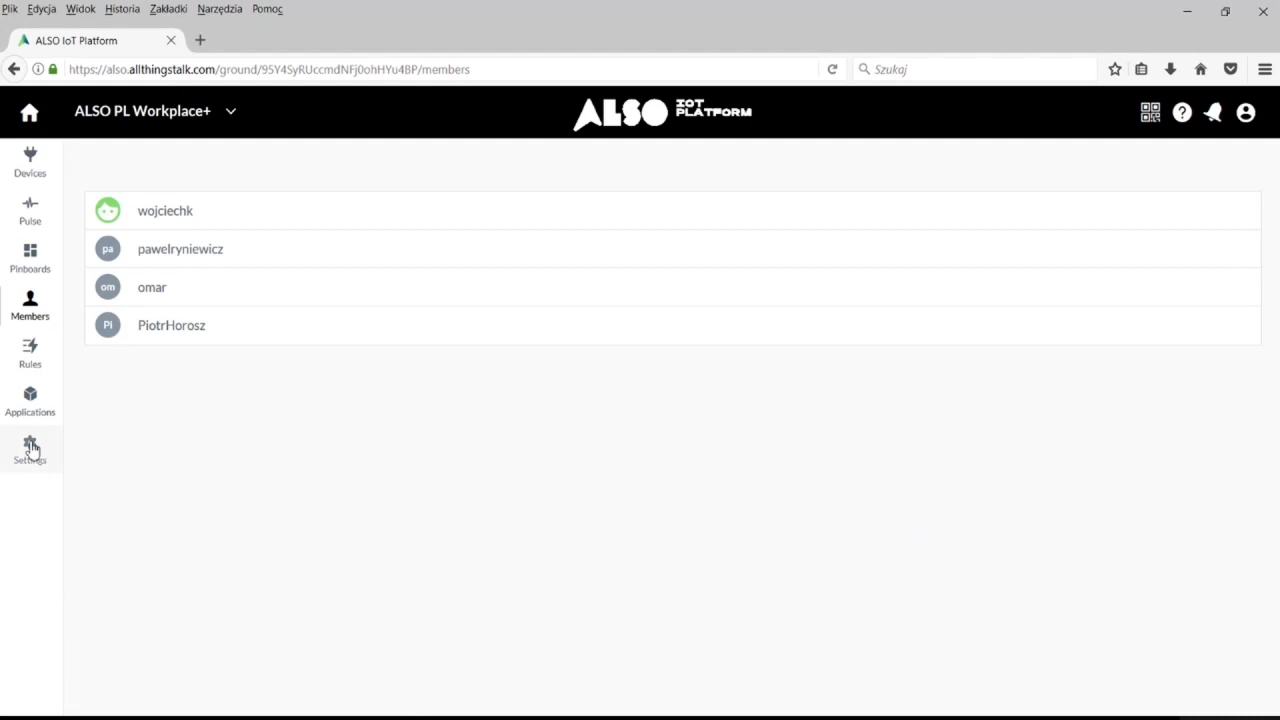 Plik Edycja Widok Historia Zakładki Narzędzia Pomoc
ALSO IoT Platform
https://also.allthingstalk.com/ground/95Y4SyRUccmdNFj0ohHYu4BP/members
Szukaj
ALSO PL Workplace+
ALSO IOT PLATFORM
Devices
Pulse
Pinboards
Members
Rules
Applications
Settings
wojciechk
pa pawelryniewicz
om omar
PI PiotrHorosz